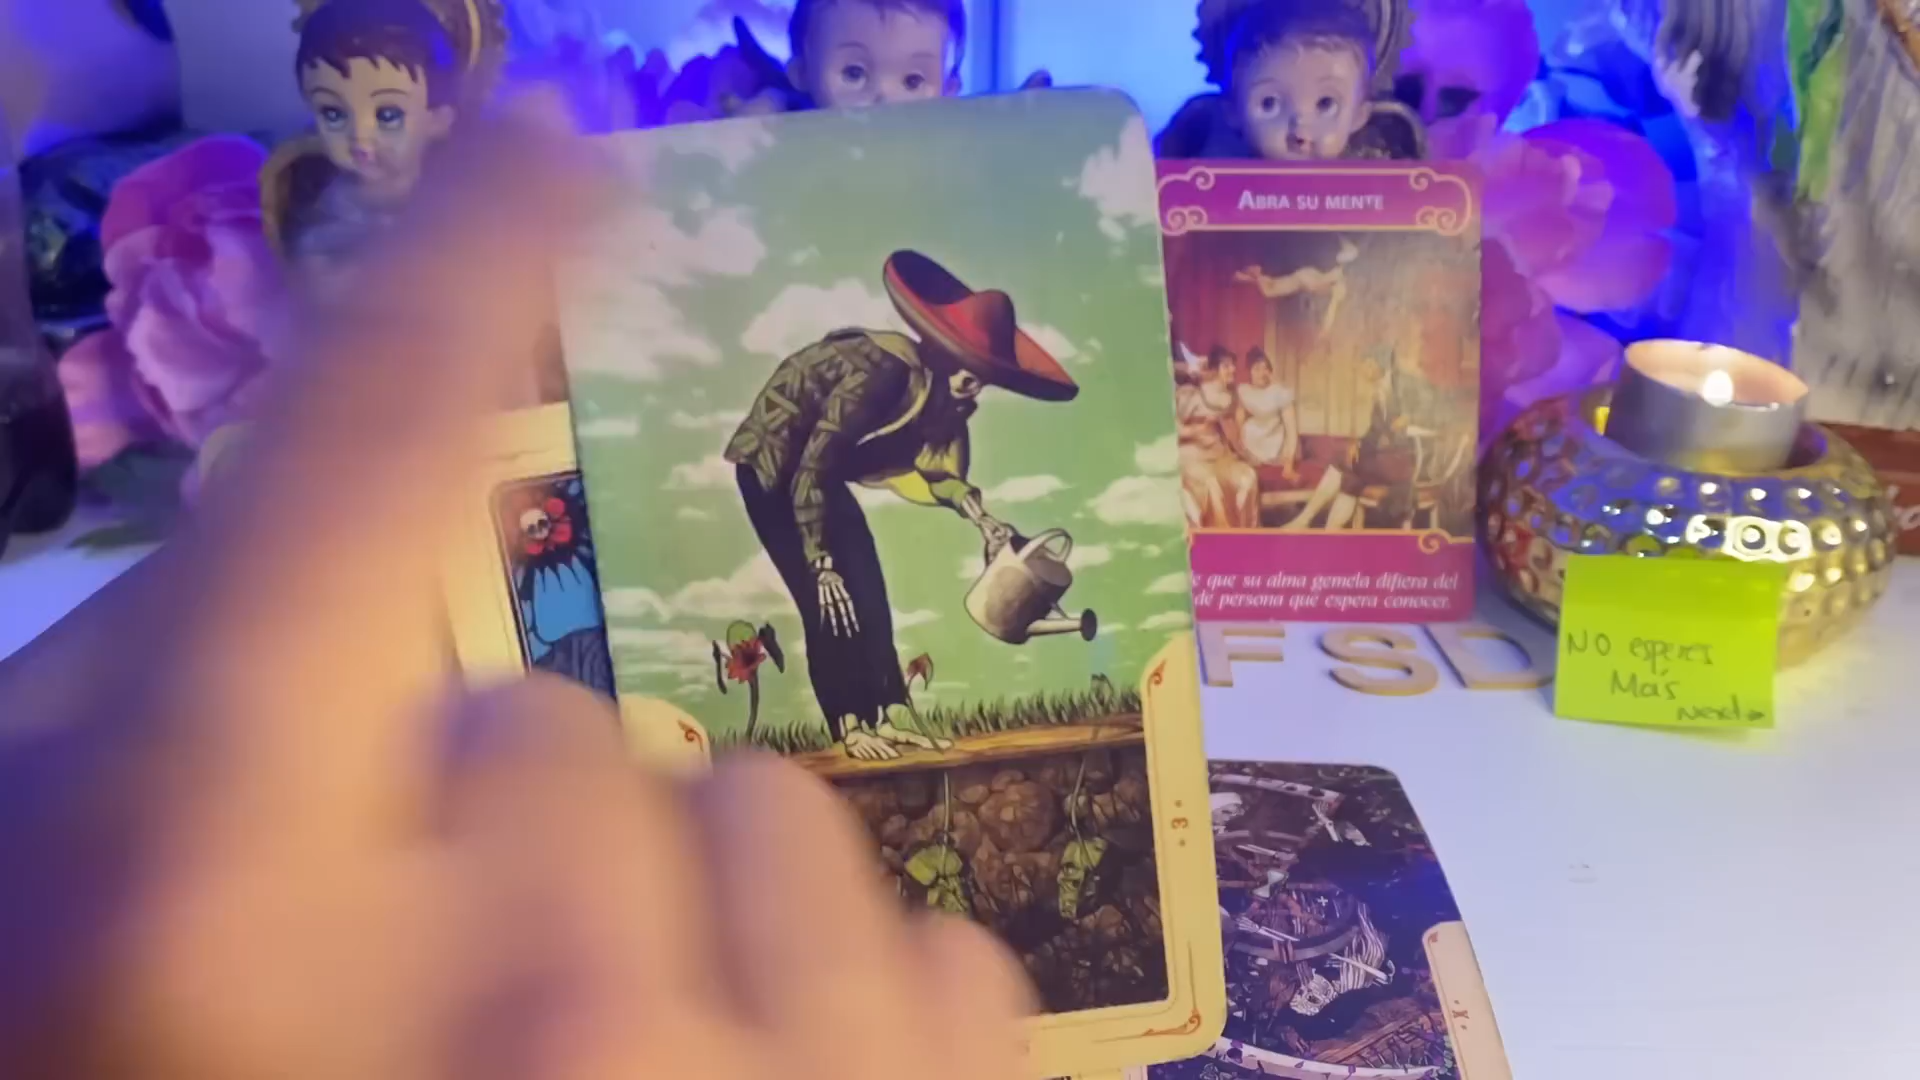 ABRA SU MENTE
e que su alma gemela difiera del
de persona que espera conocer.
FSD
NO esperes
Más
Next
• 3 •
• X •